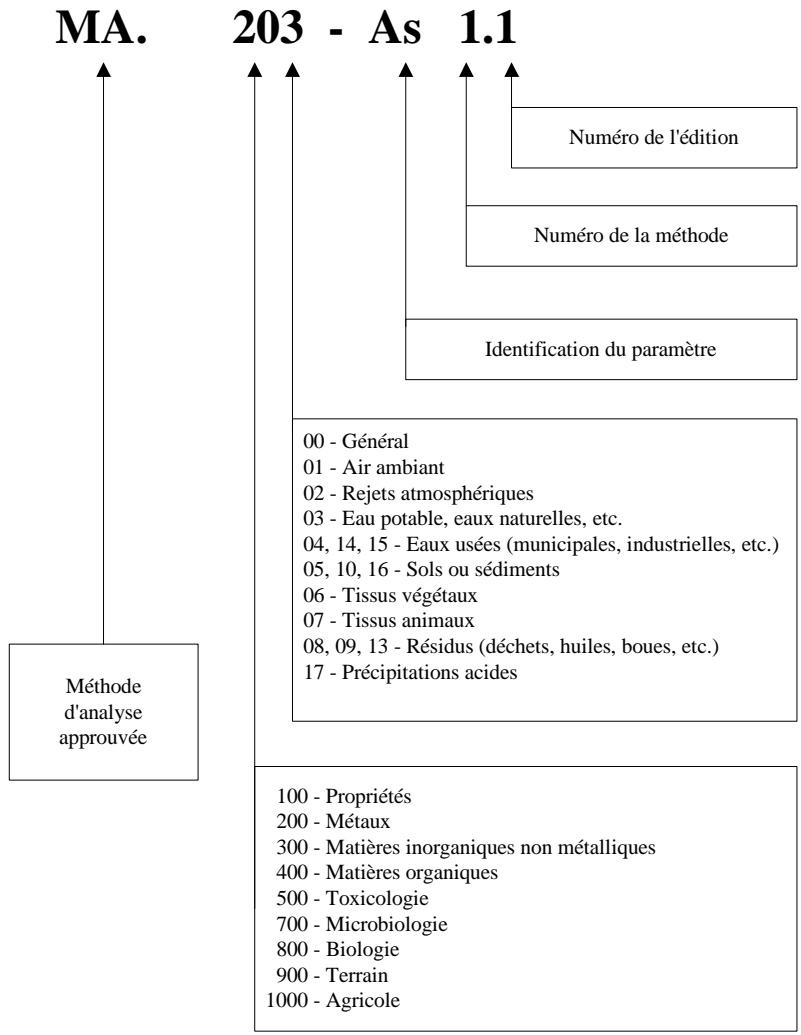 MA. 203 - As 1.1
Numéro de l'édition
Numéro de la méthode
Identification du paramètre
00 - Général
01 - Air ambiant
02 - Rejets atmosphériques
03 - Eau potable, eaux naturelles, etc.
04, 14, 15 - Eaux usées (municipales, industrielles, etc.)
05, 10, 16 - Sols ou sédiments
06 - Tissus végétaux
07 - Tissus animaux
08, 09, 13 - Résidus (déchets, huiles, boues, etc.)
17 - Précipitations acides
Méthode
d'analyse
approuvée
100 - Propriétés
200 - Métaux
300 - Matières inorganiques non métalliques
400 - Matières organiques
500 - Toxicologie
700 - Microbiologie
800 - Biologie
900 - Terrain
1000 - Agricole